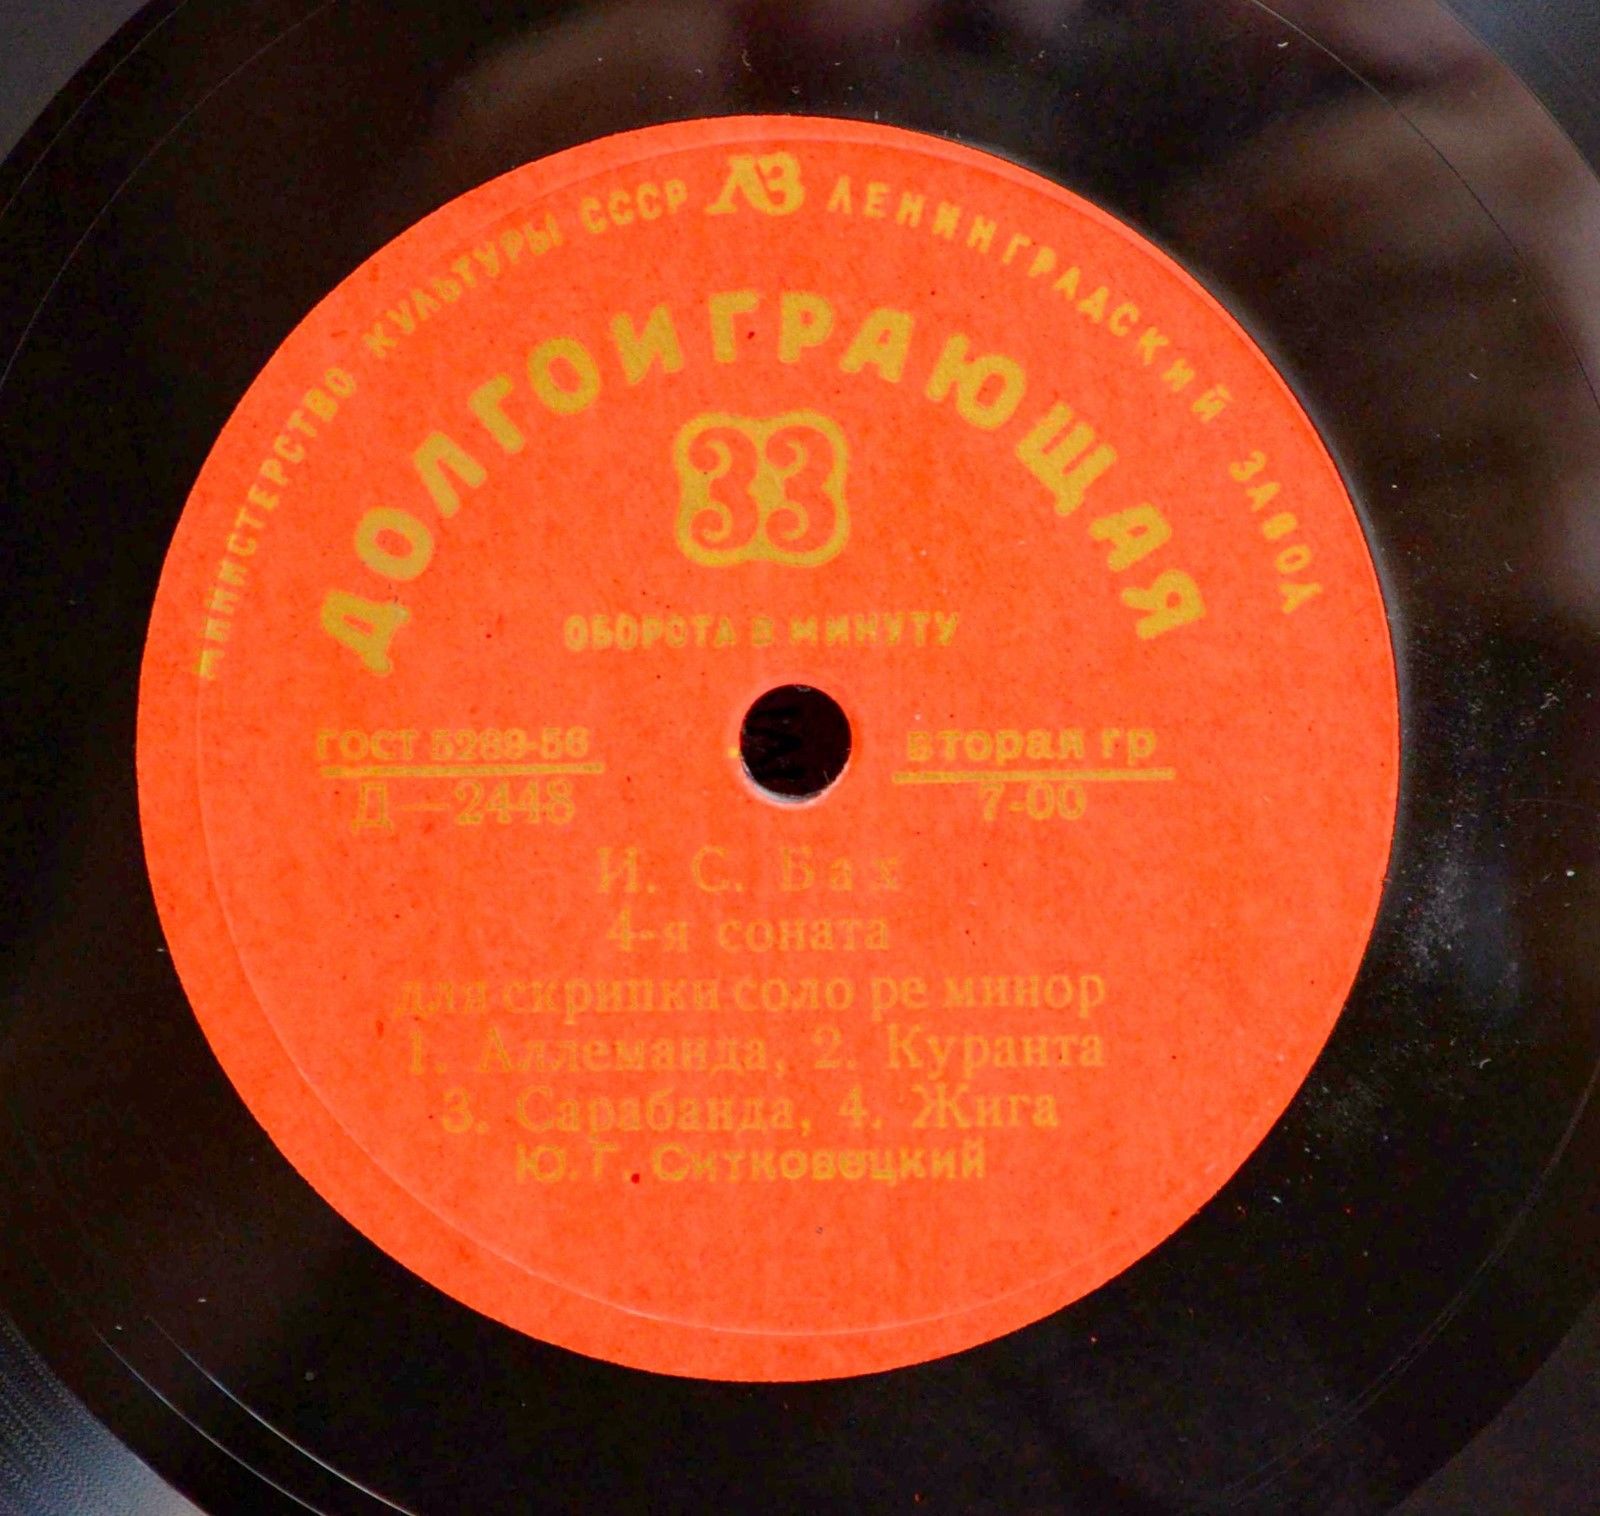 МИНИСТЕРСТВО КУЛЬТУРЫ СССР ЛЗ ЛЕНИНГРАДСКИЙ ЗАВОД
ДОЛГОИГРАЮЩАЯ
33
ОБОРОТА В МИНУТУ
ГОСТ 5289-56
Д—2448
Вторая гр
7-00
И. С. Бах
4-я соната
для скрипки соло ре минор
1. Аллеманда, 2. Куранта
3. Сарабанда, 4. Жига
Ю. Г. Ситковецкий